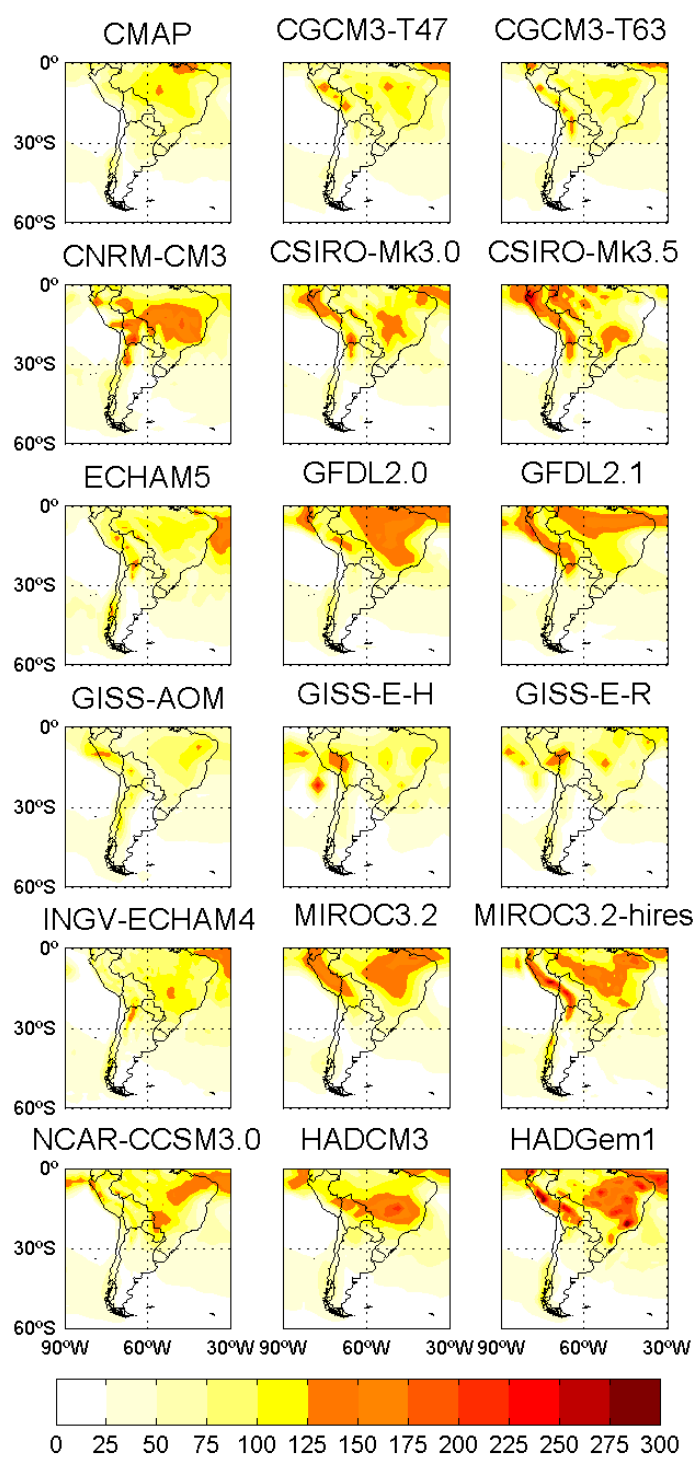 CMAP CGCM3-T47 CGCM3-T63
0º
30ºS
60ºS
CNRM-CM3 CSIRO-Mk3.0 CSIRO-Mk3.5
0º
30ºS
60ºS
ECHAM5 GFDL2.0 GFDL2.1
0º
30ºS
60ºS
GISS-AOM GISS-E-H GISS-E-R
0º
30ºS
60ºS
INGV-ECHAM4 MIROC3.2 MIROC3.2-hires
0º
30ºS
60ºS
NCAR-CCSM3.0 HADCM3 HADGem1
0º
30ºS
60ºS
90ºW 60ºW 30ºW 90ºW 60ºW 30ºW 90ºW 60ºW 30ºW
0 25 50 75 100 125 150 175 200 225 250 275 300